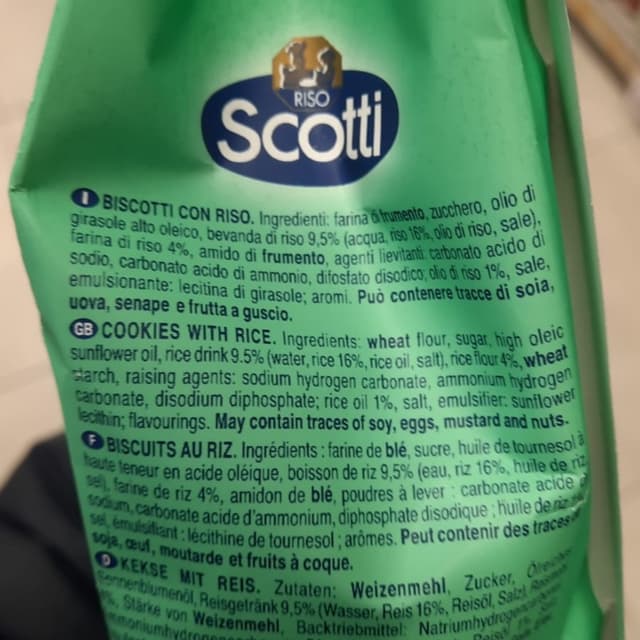 RISO
Scotti
I BISCOTTI CON RISO. Ingredienti: farina di frumento, zucchero, olio di
girasole alto oleico, bevanda di riso 9,5% (acqua, riso 16%, olio di riso, sale),
farina di riso 4%, amido di frumento, agenti lievitanti: carbonato acido di
sodio, carbonato acido di ammonio, difosfato disodico; olio di riso 1%, sale,
emulsionante: lecitina di girasole; aromi. Può contenere tracce di soia,
uova, senape e frutta a guscio.
GB COOKIES WITH RICE. Ingredients: wheat flour, sugar, high oleic
sunflower oil, rice drink 9.5% (water, rice 16%, rice oil, salt), rice flour 4%, wheat
starch, raising agents: sodium hydrogen carbonate, ammonium hydrogen
carbonate, disodium diphosphate; rice oil 1%, salt, emulsifier: sunflower
lecithin; flavourings. May contain traces of soy, eggs, mustard and nuts.
F BISCUITS AU RIZ. Ingrédients : farine de blé, sucre, huile de tournesol à
haute teneur en acide oléique, boisson de riz 9,5% (eau, riz 16%, huile de riz,
sel), farine de riz 4%, amidon de blé, poudres à lever : carbonate acide
sodium, carbonate acide d'ammonium, diphosphate disodique ; huile de riz
sel, émulsifiant : lécithine de tournesol ; arômes. Peut contenir des traces
soja, œuf, moutarde et fruits à coque.
D KEKSE MIT REIS. Zutaten: Weizenmehl, Zucker,
Sonnenblumenöl, Reisgetränk 9,5% (Wasser, Reis 16%, Reisöl, Salz),
Stärke von Weizenmehl, Backtriebmittel: Natriumhydrogencarbonat